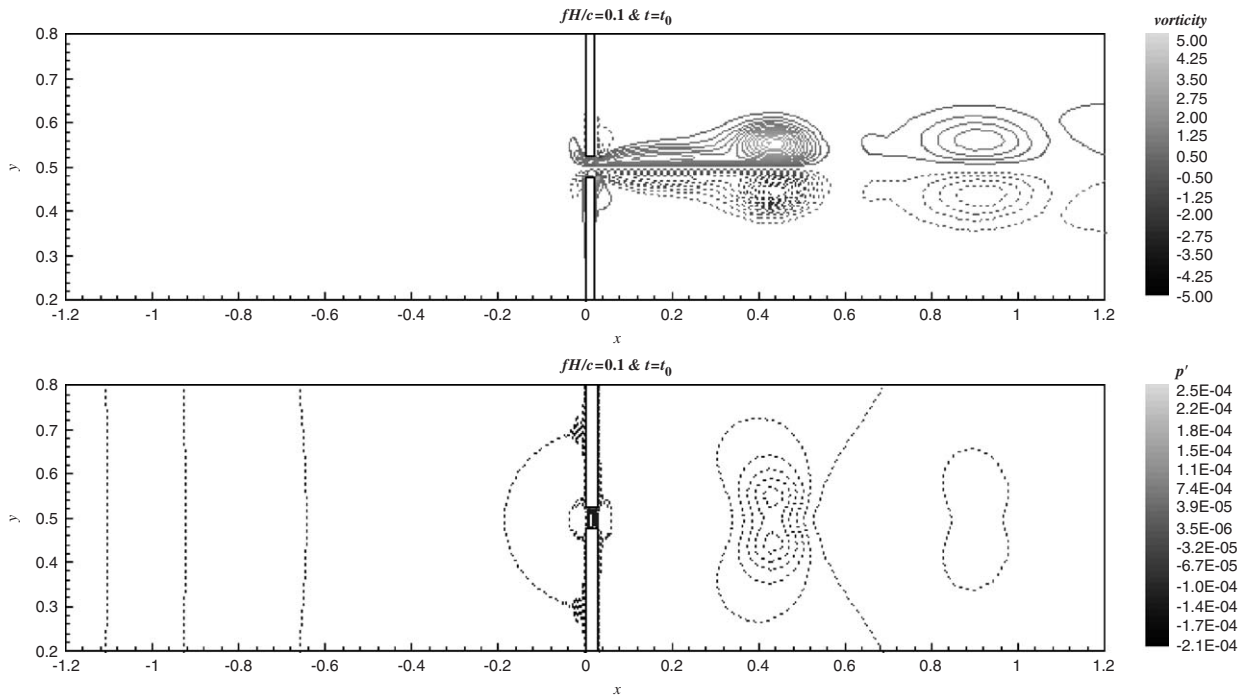 fH/c=0.1 & t=t0
vorticity
5.00
4.25
3.50
2.75
2.00
1.25
0.50
-0.50
-1.25
-2.00
-2.75
-3.50
-4.25
-5.00
0.8
0.7
0.6
0.5
0.4
0.3
0.2
y
-1.2 -1 -0.8 -0.6 -0.4 -0.2 0 0.2 0.4 0.6 0.8 1 1.2
x
fH/c=0.1 & t=t0
p'
2.5E-04
2.2E-04
1.8E-04
1.4E-04
1.1E-04
7.4E-04
3.9E-05
3.5E-06
-3.2E-05
-6.7E-05
-1.0E-04
-1.4E-04
-1.7E-04
-2.1E-04
0.8
0.7
0.6
0.5
0.4
0.3
0.2
y
-1.2 -1 -0.8 -0.6 -0.4 -0.2 0 0.2 0.4 0.6 0.8 1 1.2
x